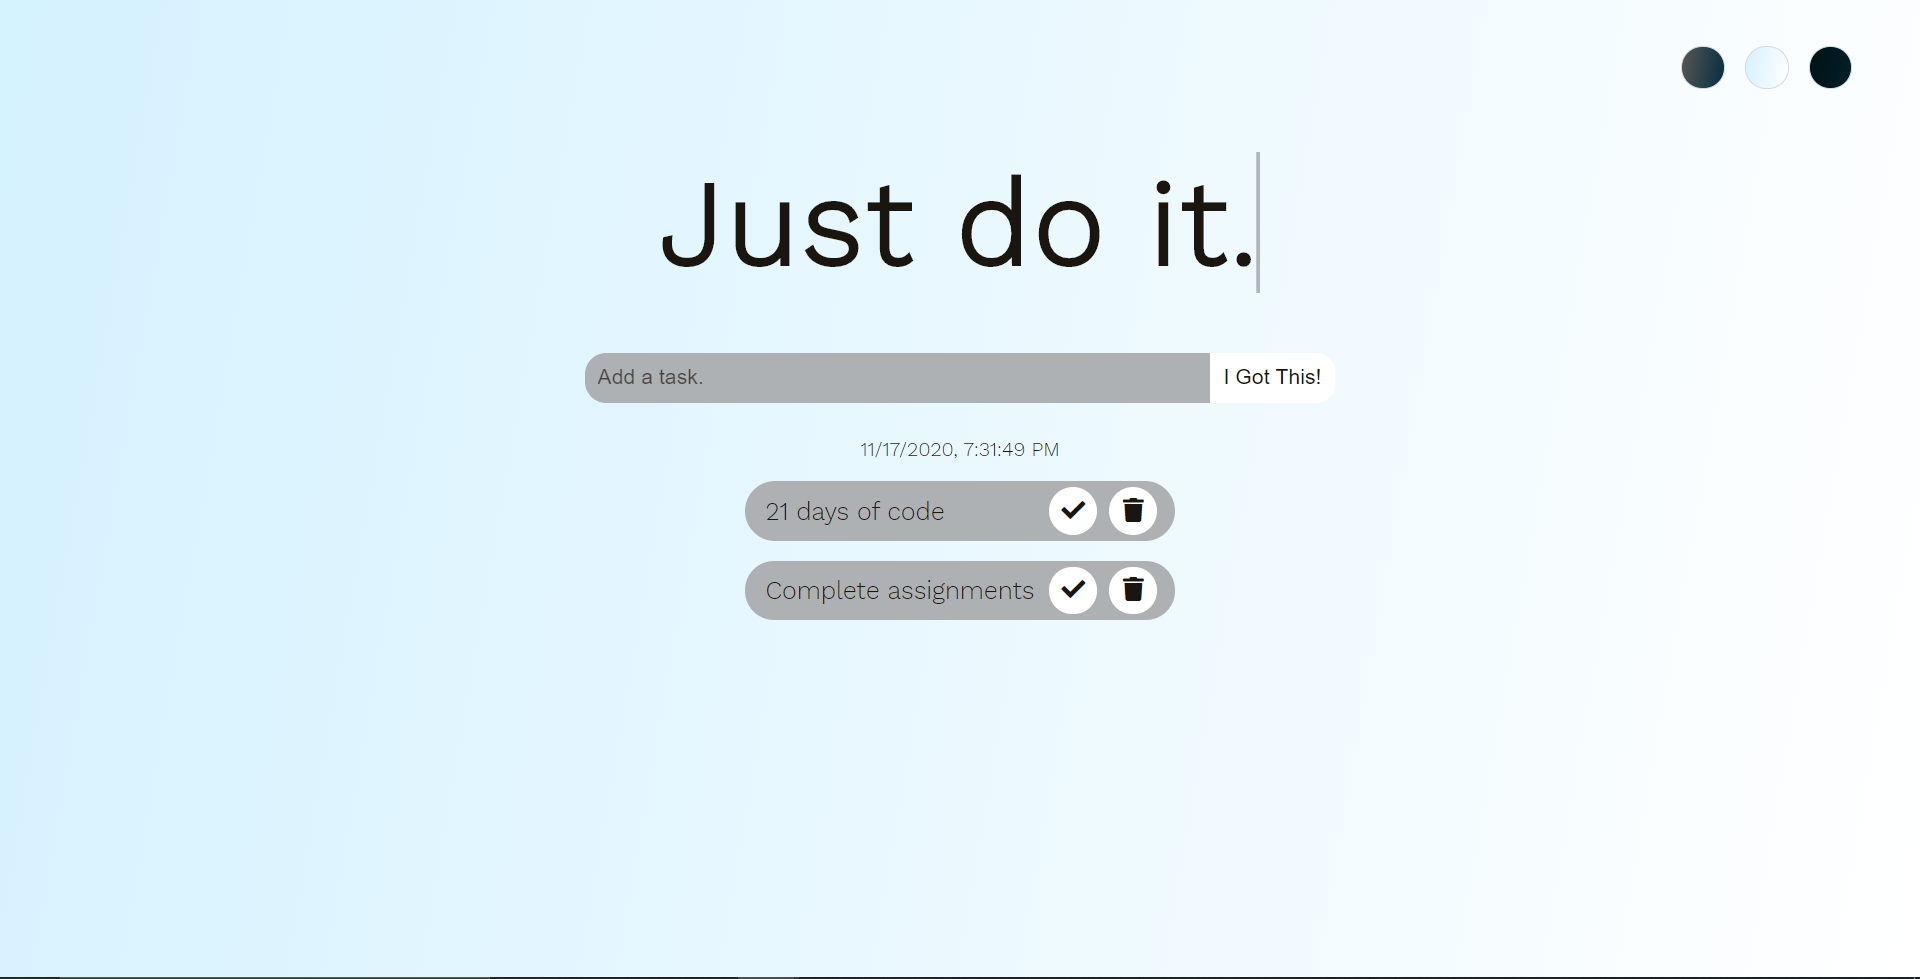 Just do it.
Add a task.
I Got This!
11/17/2020, 7:31:49 PM
21 days of code
Complete assignments